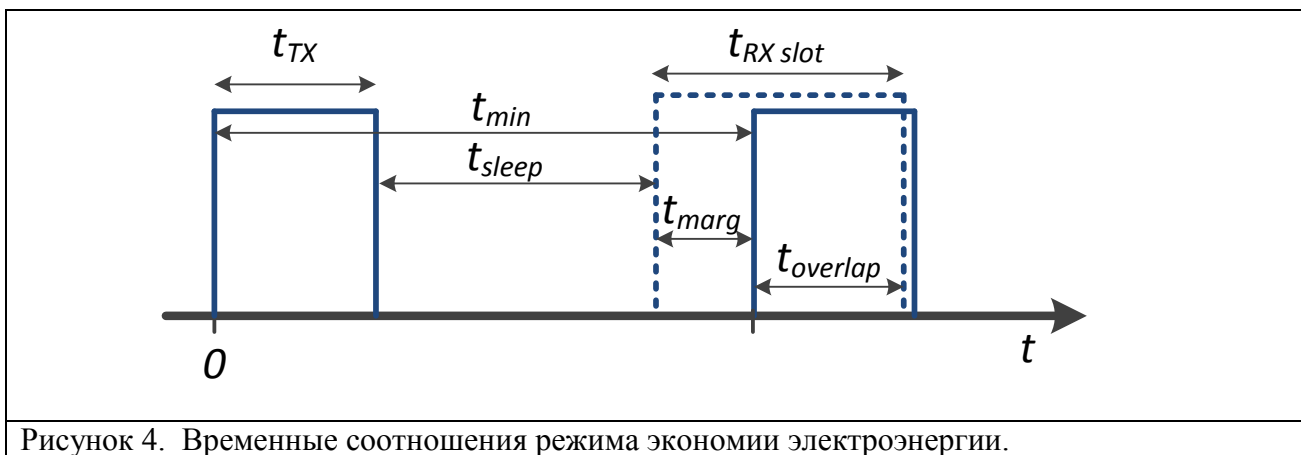 t_TX
t_RX slot
t_min
t_sleep
t_marg
t_overlap
0
t
Рисунок 4. Временные соотношения режима экономии электроэнергии.